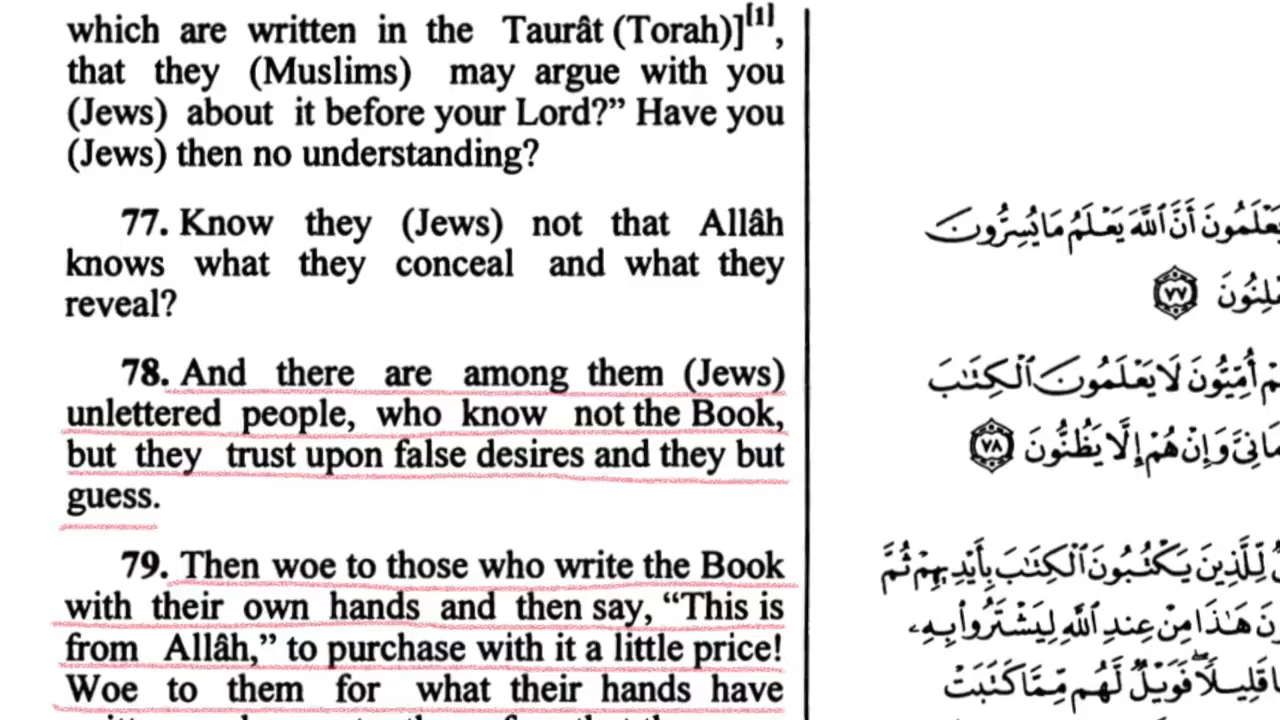 which are written in the Taurât (Torah)][1],
that they (Muslims) may argue with you
(Jews) about it before your Lord?” Have you
(Jews) then no understanding?
77. Know they (Jews) not that Allâh
knows what they conceal and what they
reveal?
78. And there are among them (Jews)
unlettered people, who know not the Book,
but they trust upon false desires and they but
guess.
79. Then woe to those who write the Book
with their own hands and then say, “This is
from Allâh,” to purchase with it a little price!
Woe to them for what their hands have
يَعْلَمُونَ أَنَّ ٱللَّهَ يَعْلَمُ مَا يُسِرُّونَ
٧٧
أُمِّيُّونَ لَا يَعْلَمُونَ ٱلْكِتَٰبَ
وَإِنْ هُمْ إِلَّا يَظُنُّونَ ٧٨
لِّلَّذِينَ يَكْتُبُونَ ٱلْكِتَٰبَ بِأَيْدِيهِمْ ثُمَّ
هَٰذَا مِنْ عِندِ ٱللَّهِ لِيَشْتَرُوا۟ بِهِۦ
قَلِيلًا ۖ فَوَيْلٌ لَّهُم مِّمَّا كَتَبَتْ